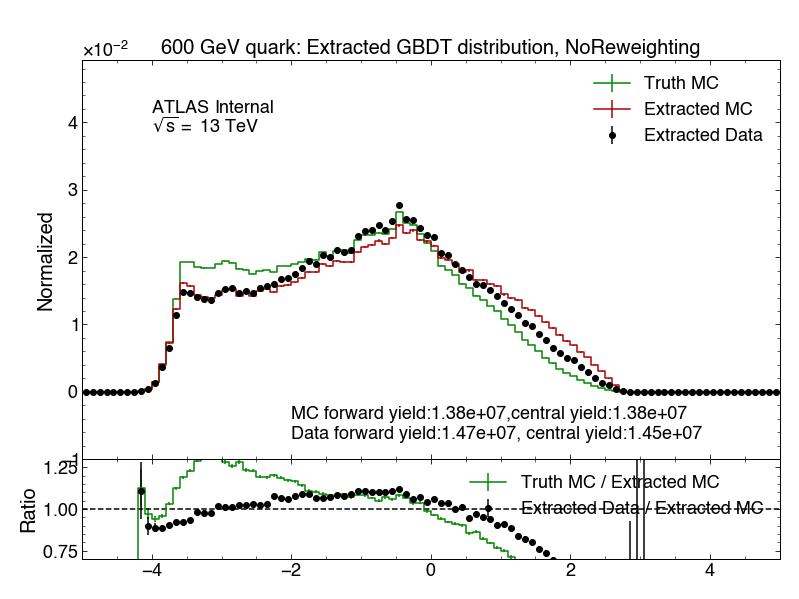 ×10⁻²
600 GeV quark: Extracted GBDT distribution, NoReweighting
Truth MC
Extracted MC
Extracted Data
ATLAS Internal
√s = 13 TeV
Normalized
4
3
2
1
0
MC forward yield:1.38e+07,central yield:1.38e+07
Data forward yield:1.47e+07, central yield:1.45e+07
1
1.25
Truth MC / Extracted MC
1.00
Extracted Data / Extracted MC
0.75
Ratio
−4
−2
0
2
4